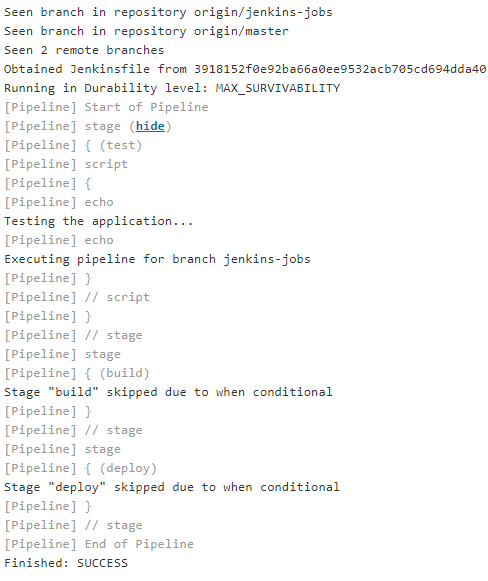 Seen branch in repository origin/jenkins-jobs
Seen branch in repository origin/master
Seen 2 remote branches
Obtained Jenkinsfile from 3918152f0e92ba66a0ee9532acb705cd694dda40
Running in Durability level: MAX_SURVIVABILITY
[Pipeline] Start of Pipeline
[Pipeline] stage (hide)
[Pipeline] { (test)
[Pipeline] script
[Pipeline] {
[Pipeline] echo
Testing the application...
[Pipeline] echo
Executing pipeline for branch jenkins-jobs
[Pipeline] }
[Pipeline] // script
[Pipeline] }
[Pipeline] // stage
[Pipeline] stage
[Pipeline] { (build)
Stage "build" skipped due to when conditional
[Pipeline] }
[Pipeline] // stage
[Pipeline] stage
[Pipeline] { (deploy)
Stage "deploy" skipped due to when conditional
[Pipeline] }
[Pipeline] // stage
[Pipeline] End of Pipeline
Finished: SUCCESS